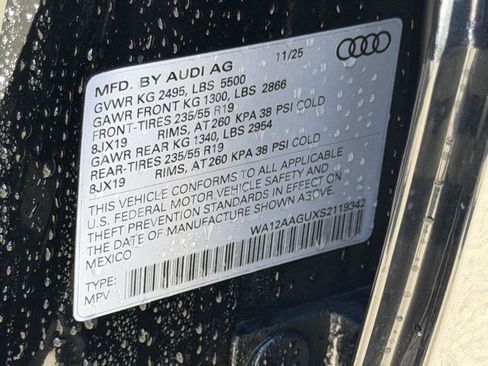 MFD. BY AUDI AG 11/25
GVWR KG 2495, LBS 5500
GAWR FRONT KG 1300, LBS 2866
FRONT-TIRES 235/55 R19
8JX19 RIMS, AT 260 KPA 38 PSI COLD
GAWR REAR KG 1340, LBS 2954
REAR-TIRES 235/55 R19
8JX19 RIMS, AT 260 KPA 38 PSI COLD
THIS VEHICLE CONFORMS TO ALL APPLICABLE
U.S. FEDERAL MOTOR VEHICLE SAFETY AND
THEFT PREVENTION STANDARDS IN EFFECT ON
THE DATE OF MANUFACTURE SHOWN ABOVE.
MEXICO WA12AAGUXS2119342
TYPE:
MPV